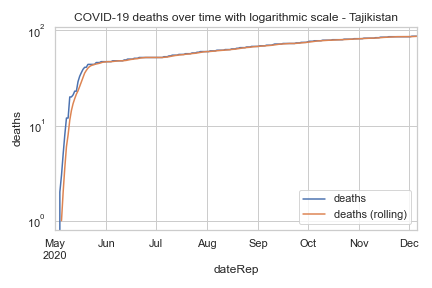 COVID-19 deaths over time with logarithmic scale - Tajikistan
10²
10¹
10⁰
deaths
deaths
deaths (rolling)
May Jun Jul Aug Sep Oct Nov Dec
2020
dateRep